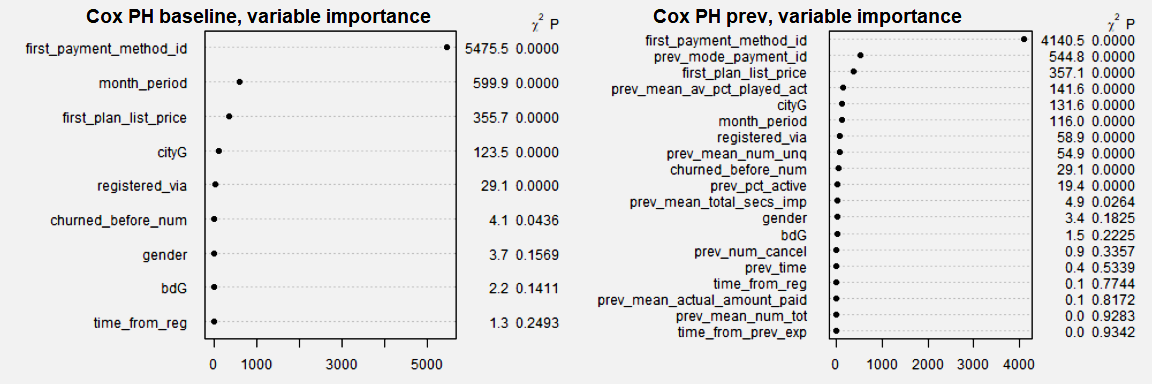 Cox PH baseline, variable importance
χ2 P
first_payment_method_id 5475.5 0.0000
month_period 599.9 0.0000
first_plan_list_price 355.7 0.0000
cityG 123.5 0.0000
registered_via 29.1 0.0000
churned_before_num 4.1 0.0436
gender 3.7 0.1569
bdG 2.2 0.1411
time_from_reg 1.3 0.2493
0 1000 3000 5000
Cox PH prev, variable importance
χ2 P
first_payment_method_id 4140.5 0.0000
prev_mode_payment_id 544.8 0.0000
first_plan_list_price 357.1 0.0000
prev_mean_av_pct_played_act 141.6 0.0000
cityG 131.6 0.0000
month_period 116.0 0.0000
registered_via 58.9 0.0000
prev_mean_num_unq 54.9 0.0000
churned_before_num 29.1 0.0000
prev_pct_active 19.4 0.0000
prev_mean_total_secs_imp 4.9 0.0264
gender 3.4 0.1825
bdG 1.5 0.2225
prev_num_cancel 0.9 0.3357
prev_time 0.4 0.5339
time_from_reg 0.1 0.7744
prev_mean_actual_amount_paid 0.1 0.8172
prev_mean_num_tot 0.0 0.9283
time_from_prev_exp 0.0 0.9342
0 1000 2000 3000 4000